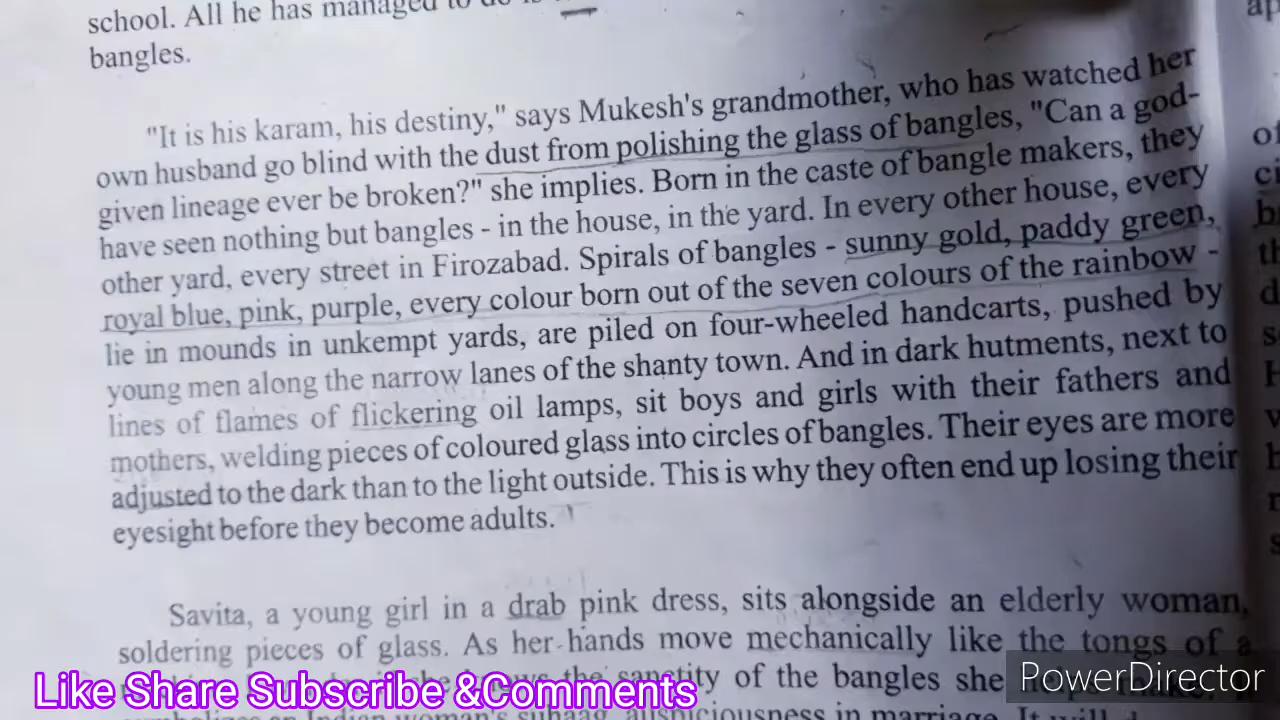 school. All he has managed to do is
bangles.
"It is his karam, his destiny," says Mukesh's grandmother, who has watched her
own husband go blind with the dust from polishing the glass of bangles, "Can a god-
given lineage ever be broken?" she implies. Born in the caste of bangle makers, they
have seen nothing but bangles - in the house, in the yard. In every other house, every
other yard, every street in Firozabad. Spirals of bangles - sunny gold, paddy green,
royal blue, pink, purple, every colour born out of the seven colours of the rainbow -
lie in mounds in unkempt yards, are piled on four-wheeled handcarts, pushed by
young men along the narrow lanes of the shanty town. And in dark hutments, next to
lines of flames of flickering oil lamps, sit boys and girls with their fathers and
mothers, welding pieces of coloured glass into circles of bangles. Their eyes are more
adjusted to the dark than to the light outside. This is why they often end up losing their
eyesight before they become adults.
Savita, a young girl in a drab pink dress, sits alongside an elderly woman,
soldering pieces of glass. As her hands move mechanically like the tongs of a
the sanctity of the bangles she
an Indian woman's suhaag, auspiciousness in marriage. It will
Like Share Subscribe &Comments
PowerDirector